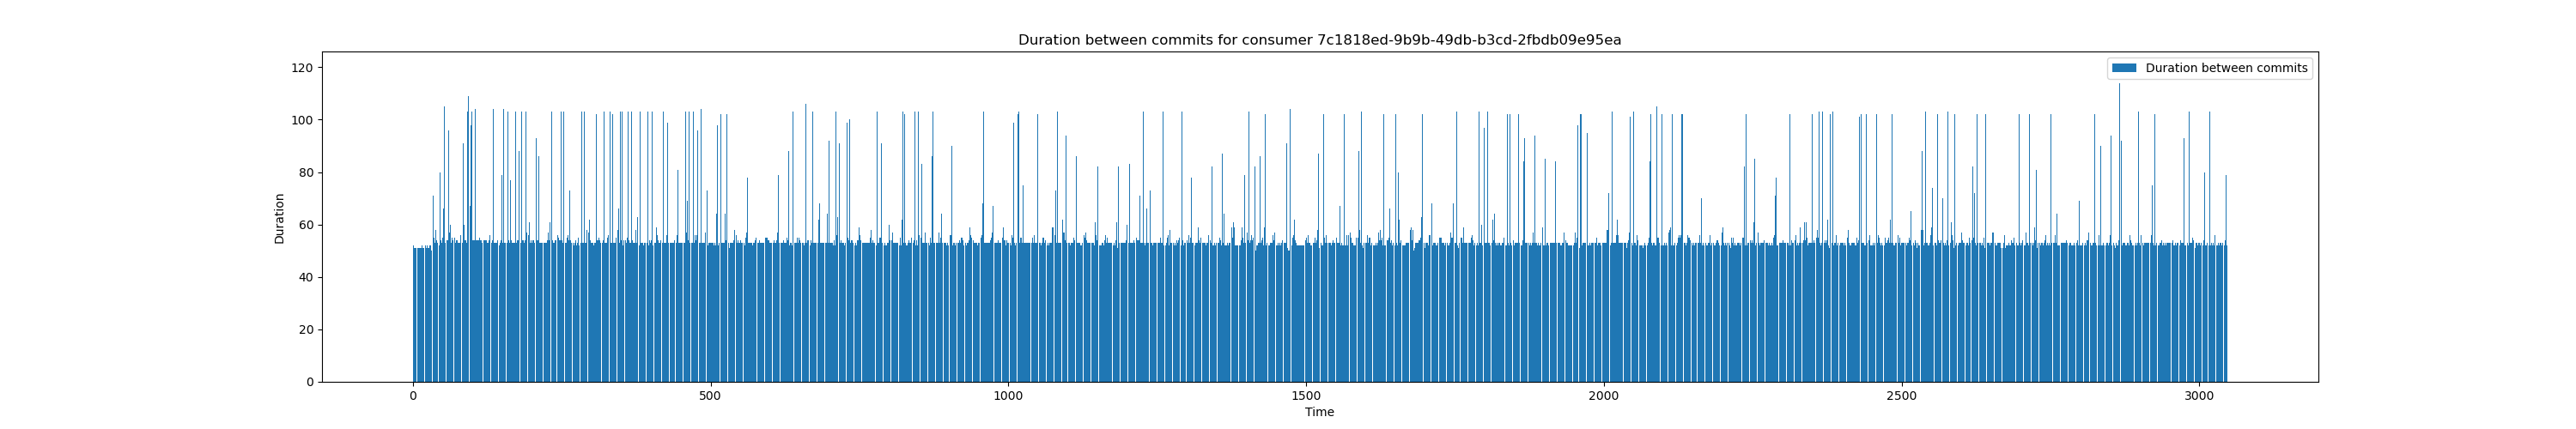 Duration between commits for consumer 7c1818ed-9b9b-49db-b3cd-2fbdb09e95ea
Duration between commits
120
100
80
60
40
20
0
Duration
0 500 1000 1500 2000 2500 3000
Time